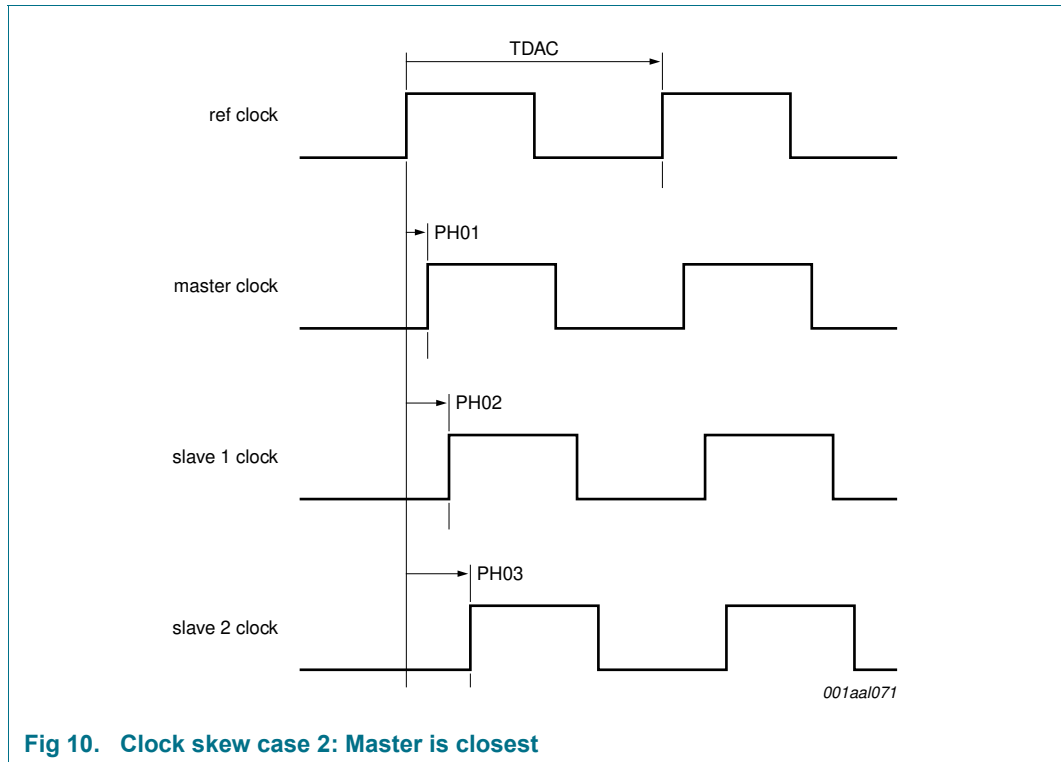 TDAC
ref clock
PH01
master clock
PH02
slave 1 clock
PH03
slave 2 clock
001aal071
Fig 10. Clock skew case 2: Master is closest